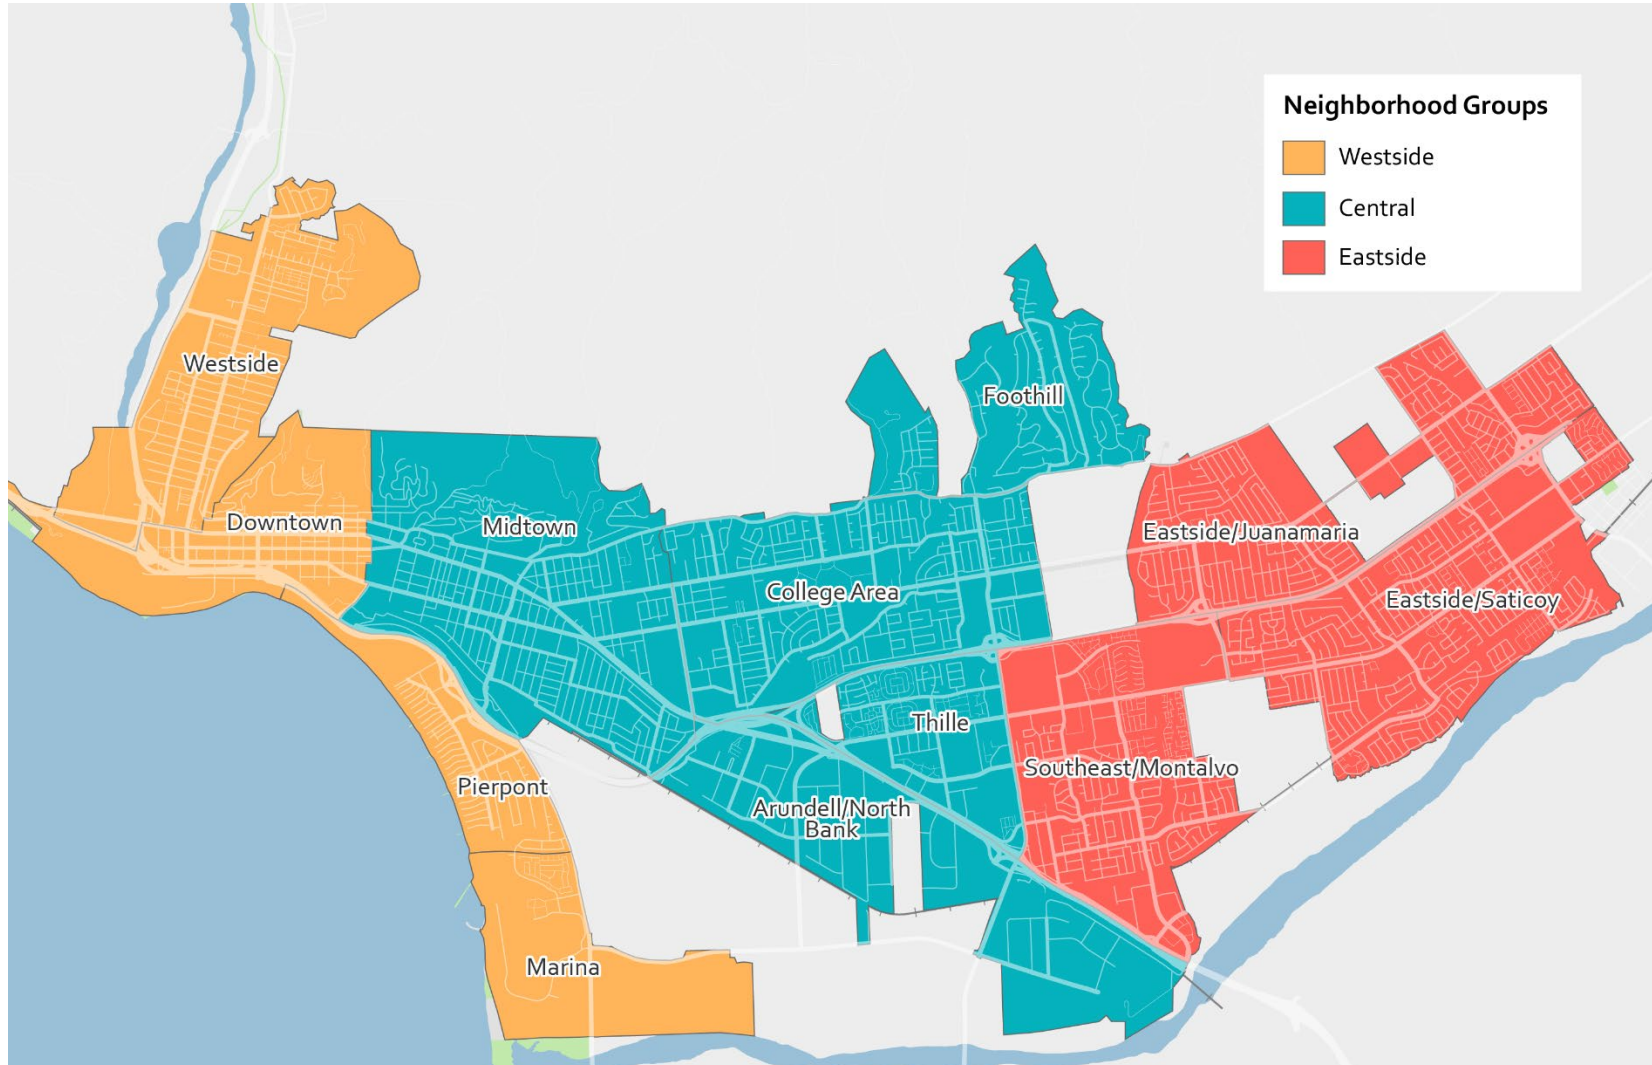 Neighborhood Groups
Westside
Central
Eastside
Westside
Foothill
Downtown
Midtown
Eastside/Juanamaria
College Area
Eastside/Saticoy
Thille
Southeast/Montalvo
Pierpont
Arundell/North
Bank
Marina